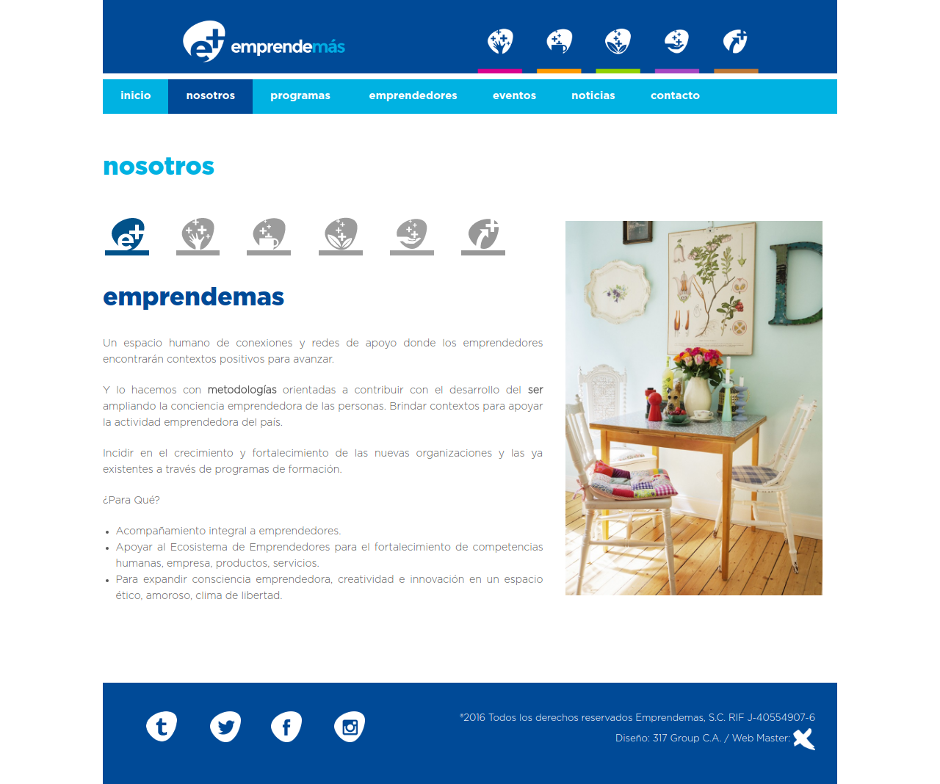 e+ emprendemás
inicio nosotros programas emprendedores eventos noticias contacto
nosotros
e+
emprendemas
Un espacio humano de conexiones y redes de apoyo donde los emprendedores
encontrarán contextos positivos para avanzar.
Y lo hacemos con metodologías orientadas a contribuir con el desarrollo del ser
ampliando la conciencia emprendedora de las personas. Brindar contextos para apoyar
la actividad emprendedora del país.
Incidir en el crecimiento y fortalecimiento de las nuevas organizaciones y las ya
existentes a través de programas de formación.
¿Para Qué?
• Acompañamiento integral a emprendedores.
• Apoyar al Ecosistema de Emprendedores para el fortalecimiento de competencias
humanas, empresa, productos, servicios.
• Para expandir consciencia emprendedora, creatividad e innovación en un espacio
ético, amoroso, clima de libertad.
D
®2016 Todos los derechos reservados Emprendemas, S.C. RIF J-40554907-6
Diseño: 317 Group C.A. / Web Master: